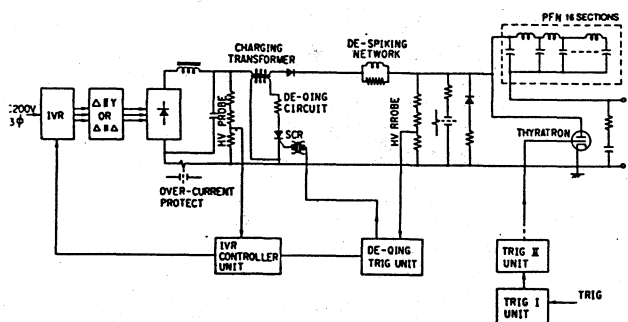 PFN 16 SECTIONS
CHARGING
TRANSFORMER
DE-SPIKING
NETWORK
200V
3φ
IVR
△∥Y
OR
△∥△
HV PROBE
DE-QING
CIRCUIT
SCR
HV RROBE
THYRATRON
OVER-CURRENT
PROTECT
IVR
CONTROLLER
UNIT
DE-QING
TRIG UNIT
TRIG II
UNIT
TRIG I
UNIT
TRIG